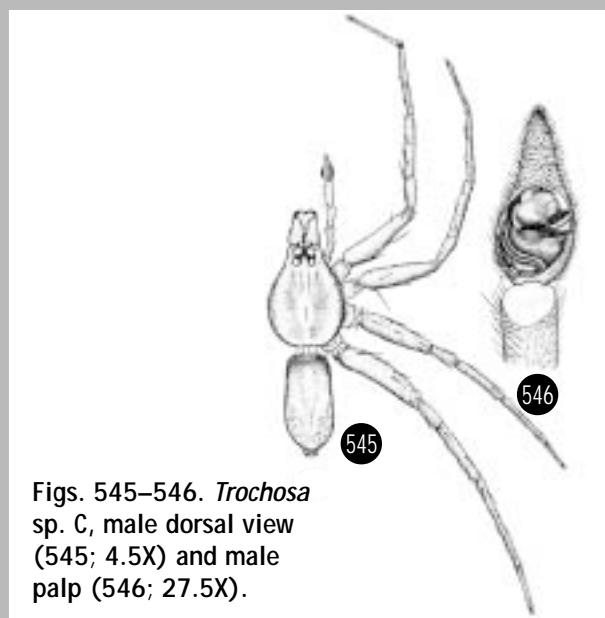 546
545
Figs. 545–546. Trochosa
sp. C, male dorsal view
(545; 4.5X) and male
palp (546; 27.5X).